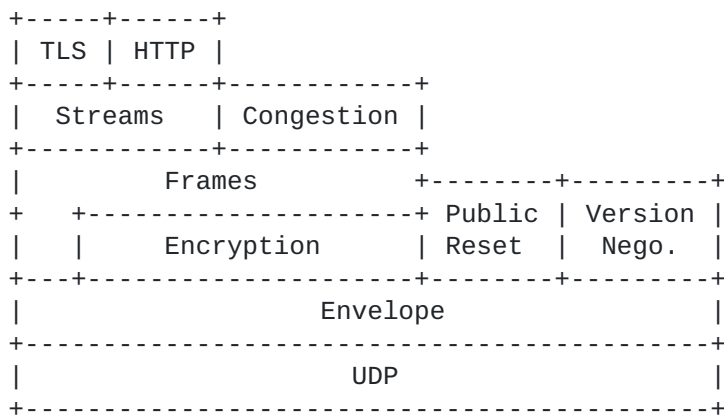 +-----+------+
| TLS | HTTP |
+-----+------+------------+
|  Streams   | Congestion |
+------------+------------+
|         Frames          +--------+---------+
+   +---------------------+ Public | Version |
|   |     Encryption      | Reset  |  Nego.  |
+---+---------------------+--------+---------+
|                   Envelope                 |
+--------------------------------------------+
|                     UDP                    |
+--------------------------------------------+